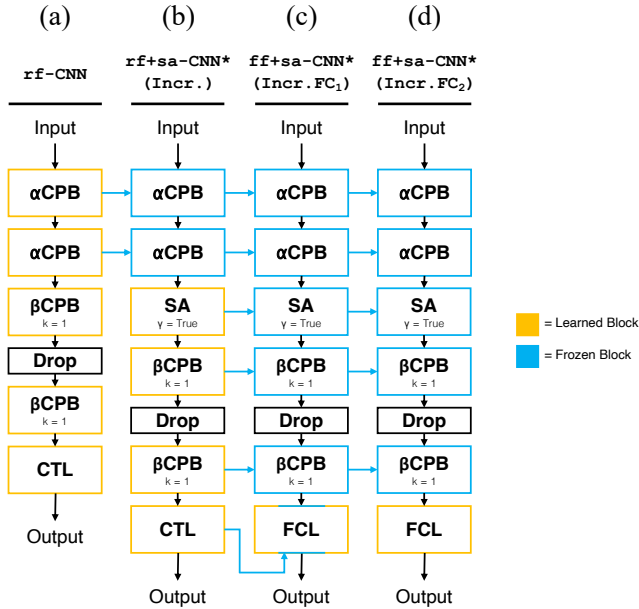 (a)
rf-CNN
Input
αCPB
αCPB
βCPB
k = 1
Drop
βCPB
k = 1
CTL
Output
(b)
rf+sa-CNN*
(Incr.)
Input
αCPB
αCPB
SA
γ = True
βCPB
k = 1
Drop
βCPB
k = 1
CTL
Output
(c)
ff+sa-CNN*
(Incr.FC₁)
Input
αCPB
αCPB
SA
γ = True
βCPB
k = 1
Drop
βCPB
k = 1
FCL
Output
(d)
ff+sa-CNN*
(Incr.FC₂)
Input
αCPB
αCPB
SA
γ = True
βCPB
k = 1
Drop
βCPB
k = 1
FCL
Output
= Learned Block
= Frozen Block